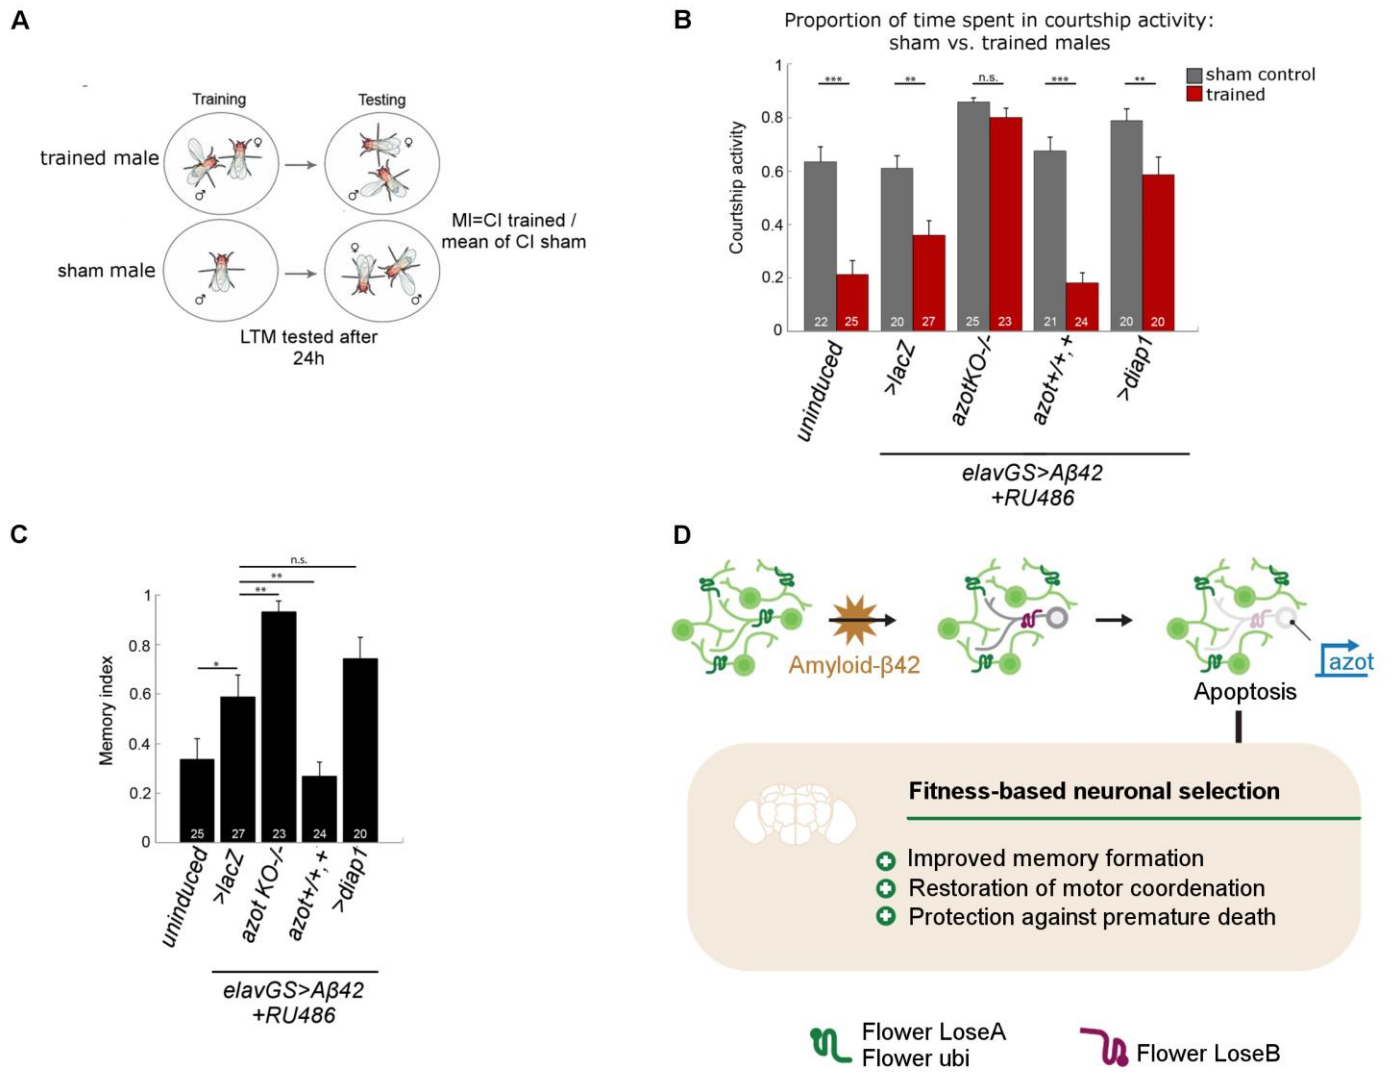 A
Training
Testing
trained male
♀
♂
♀
♂
MI=CI trained /
mean of CI sham
sham male
♂
♀
♂
LTM tested after
24h
B
Proportion of time spent in courtship activity:
sham vs. trained males
sham control
trained
Courtship activity
1
0.8
0.6
0.4
0.2
0
***
**
n.s.
***
**
22
25
20
27
25
23
21
24
20
20
uninduced
>lacZ
azotKO-/-
azot+/+,+
>diap1
elavGS>Aβ42
+RU486
C
n.s.
**
**
*
Memory index
1
0.8
0.6
0.4
0.2
0
25
27
23
24
20
uninduced
>lacZ
azot KO-/-
azot+/+,+
>diap1
elavGS>Aβ42
+RU486
D
Amyloid-β42
azot
Apoptosis
Fitness-based neuronal selection
Improved memory formation
Restoration of motor coordenation
Protection against premature death
Flower LoseA
Flower ubi
Flower LoseB